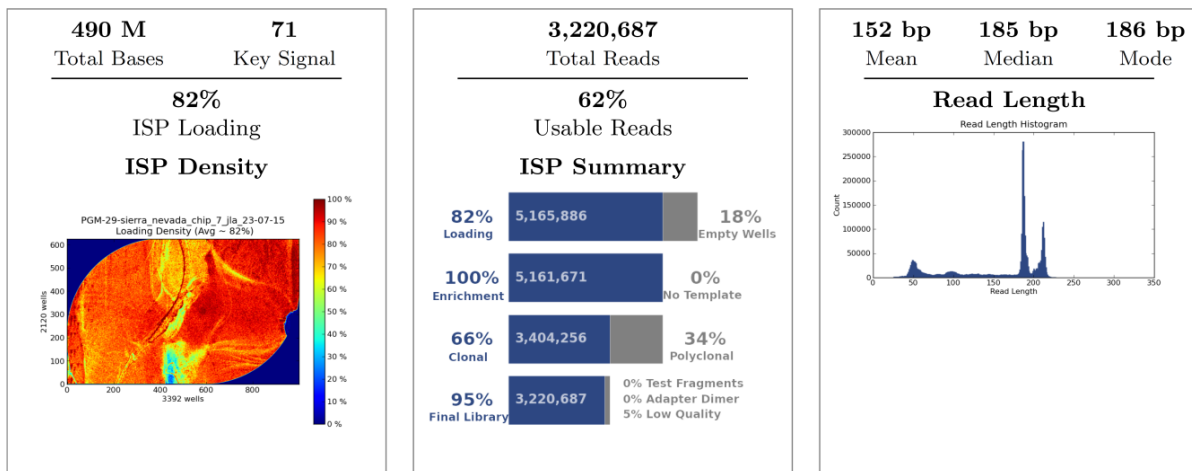 490 M
Total Bases
71
Key Signal
82%
ISP Loading
ISP Density
PGM-29-sierra_nevada_chip_7_jla_23-07-15
Loading Density (Avg ~ 82%)
2120 wells
600
500
400
300
200
100
0
0 200 400 600 800
3392 wells
100 %
90 %
80 %
70 %
60 %
50 %
40 %
30 %
20 %
10 %
0 %
3,220,687
Total Reads
62%
Usable Reads
ISP Summary
82%
Loading
5,165,886
18%
Empty Wells
100%
Enrichment
5,161,671
0%
No Template
66%
Clonal
3,404,256
34%
Polyclonal
95%
Final Library
3,220,687
0% Test Fragments
0% Adapter Dimer
5% Low Quality
152 bp
Mean
185 bp
Median
186 bp
Mode
Read Length
Read Length Histogram
Count
300000
250000
200000
150000
100000
50000
0
0 50 100 150 200 250 300 350
Read Length